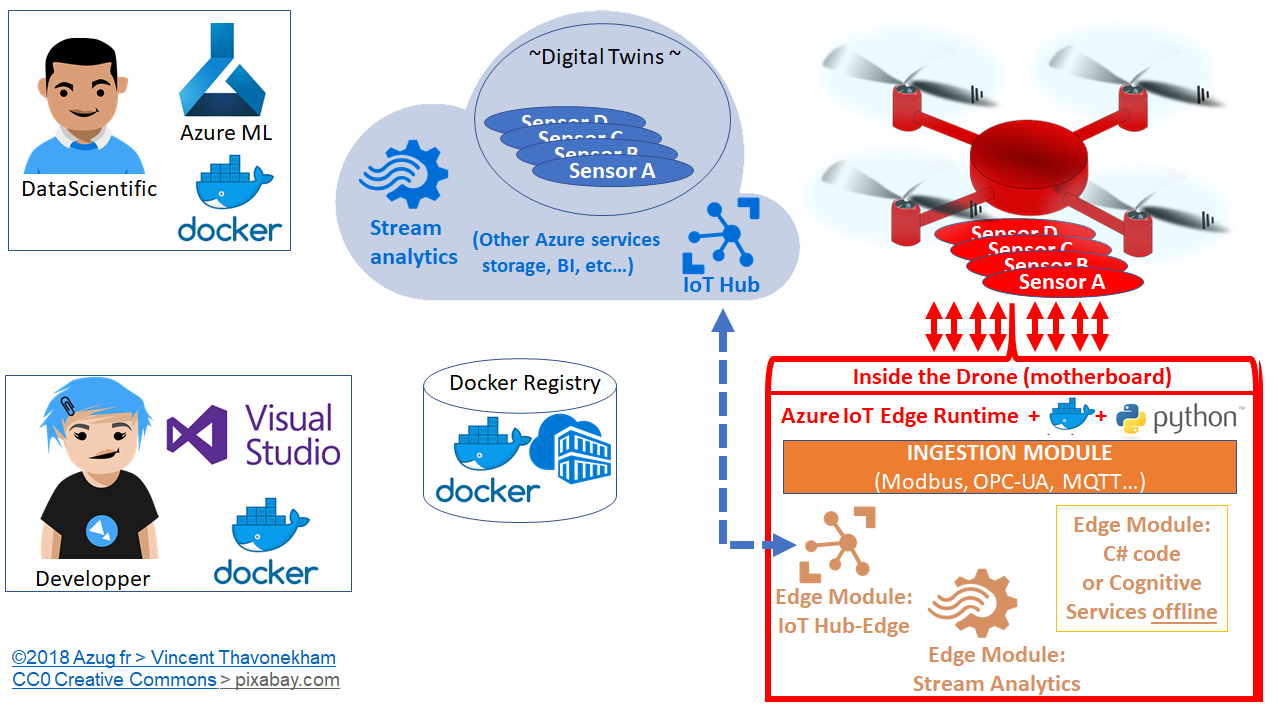 Azure ML
DataScientific
docker
~Digital Twins ~
Sensor D
Sensor C
Sensor B
Sensor A
Stream
analytics
(Other Azure services
storage, BI, etc…)
IoT Hub
Sensor D
Sensor C
Sensor B
Sensor A
Visual
Studio
docker
Developper
Docker Registry
docker
Inside the Drone (motherboard)
Azure IoT Edge Runtime + + python™
INGESTION MODULE
(Modbus, OPC-UA, MQTT…)
Edge Module:
IoT Hub-Edge
Edge Module:
Stream Analytics
Edge Module:
C# code
or Cognitive
Services offline
©2018 Azug fr > Vincent Thavonekham
CC0 Creative Commons > pixabay.com